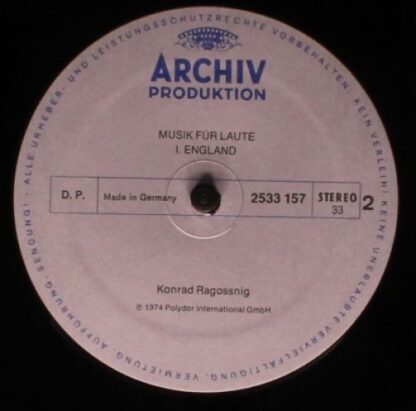 ALLE URHEBER- UND LEISTUNGSSCHUTZRECHTE VORBEHALTEN. KEIN VERLEIH! KEINE UNERLAUBTE VERVIELFÄLTIGUNG, VERMIETUNG, AUFFÜHRUNG, SENDUNG!
ARCHIV
PRODUKTION
MUSIK FÜR LAUTE
I. ENGLAND
D. P. Made in Germany 2533 157 STEREO 33 2
Konrad Ragossnig
℗ 1974 Polydor International GmbH